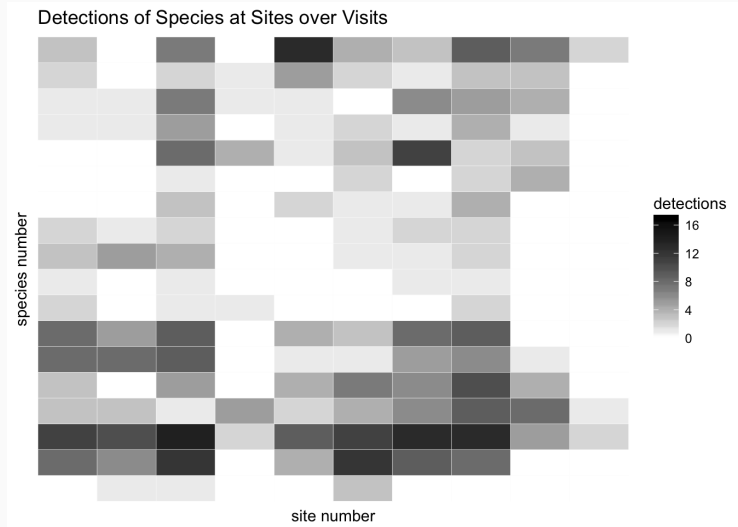 Detections of Species at Sites over Visits
species number
site number
detections
16
12
8
4
0